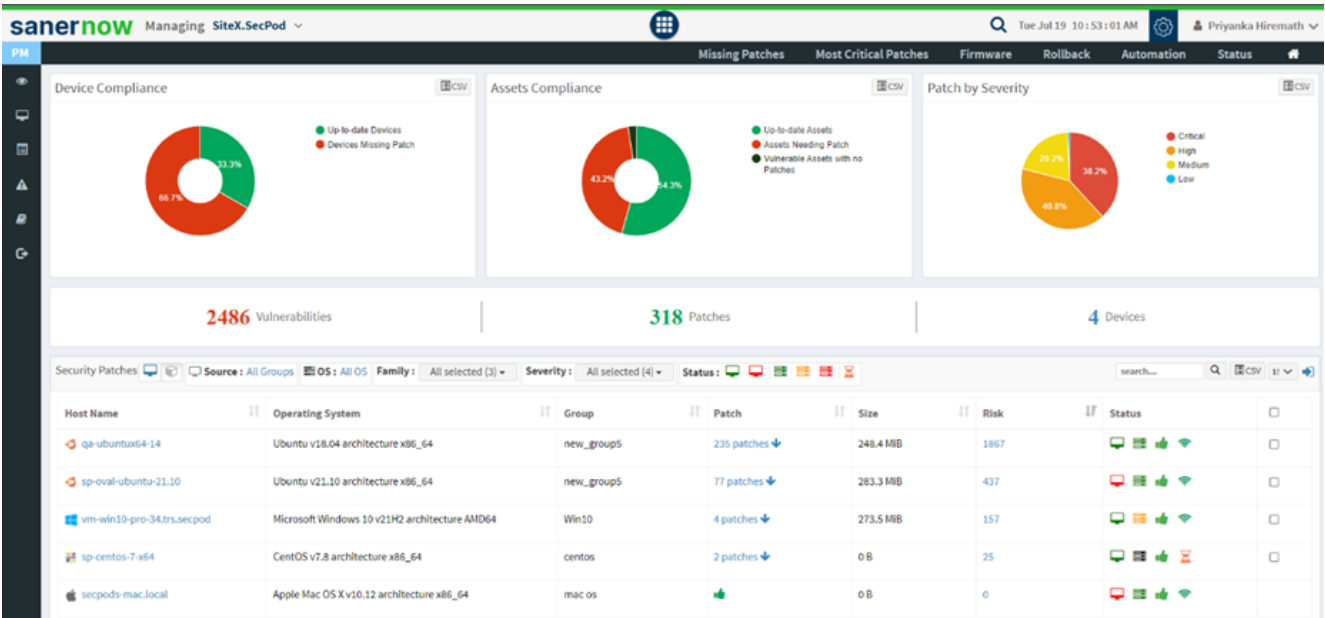 sanernow Managing SiteX.SecPod Tue Jul 19 10:53:01 AM Priyanka Hiremath
PM Missing Patches Most Critical Patches Firmware Rollback Automation Status
Device Compliance CSV Assets Compliance CSV Patch by Severity CSV
Up-to-date Devices
Devices Missing Patch
33.3%
66.7%
Up-to-date Assets
Assets Needing Patch
Vulnerable Assets with no
Patches
43.2%
54.3%
Critical
High
Medium
Low
20.2%
38.2%
40.8%
2486 Vulnerabilities 318 Patches 4 Devices
Security Patches Source : All Groups OS : All OS Family : All selected (3) Severity : All selected (4) Status : search... CSV
Host Name Operating System Group Patch Size Risk Status
qa-ubuntux64-14 Ubuntu v18.04 architecture x86_64 new_group5 235 patches 248.4 MiB 1867
sp-oval-ubuntu-21.10 Ubuntu v21.10 architecture x86_64 new_group5 77 patches 283.3 MiB 437
vm-win10-pro-34.trs.secpod Microsoft Windows 10 v21H2 architecture AMD64 Win10 4 patches 273.5 MiB 157
sp-centos-7-x64 CentOS v7.8 architecture x86_64 centos 2 patches 0 B 25
secpods-mac.local Apple Mac OS X v10.12 architecture x86_64 mac os 0 B 0